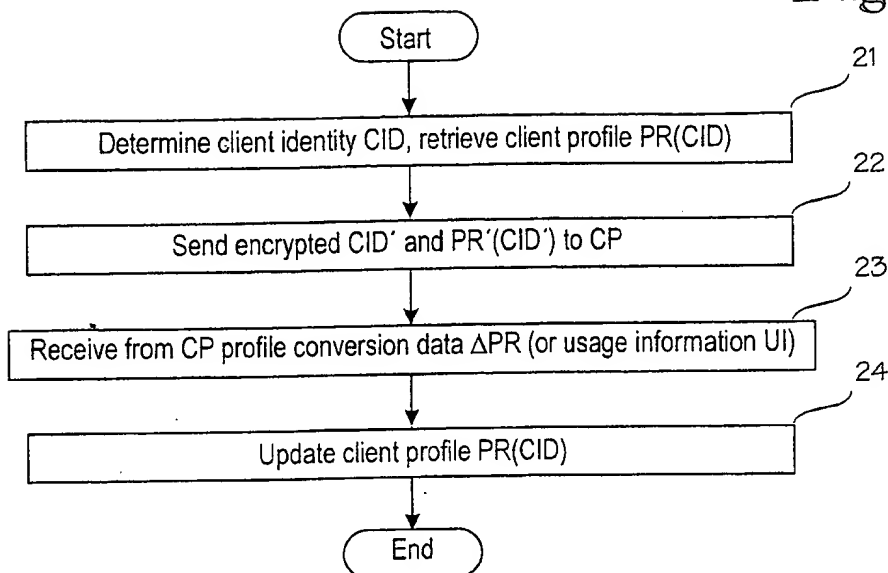 Start
21
Determine client identity CID, retrieve client profile PR(CID)
22
Send encrypted CID´ and PR´(CID´) to CP
23
Receive from CP profile conversion data ΔPR (or usage information UI)
24
Update client profile PR(CID)
End